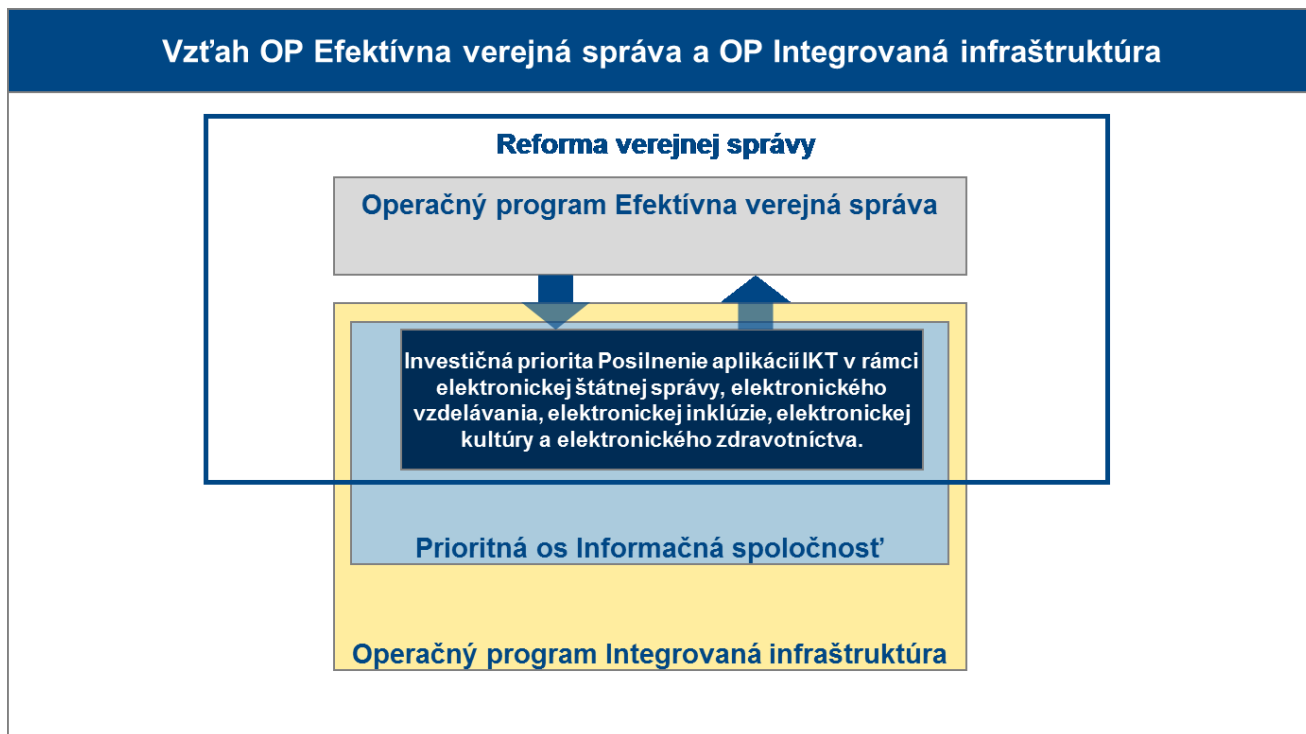 Vzťah OP Efektívna verejná správa a OP Integrovaná infraštruktúra
Reforma verejnej správy
Operačný program Efektívna verejná správa
Investičná priorita Posilnenie aplikácií IKT v rámci
elektronickej štátnej správy, elektronického
vzdelávania, elektronickej inklúzie, elektronickej
kultúry a elektronického zdravotníctva.
Prioritná os Informačná spoločnosť
Operačný program Integrovaná infraštruktúra